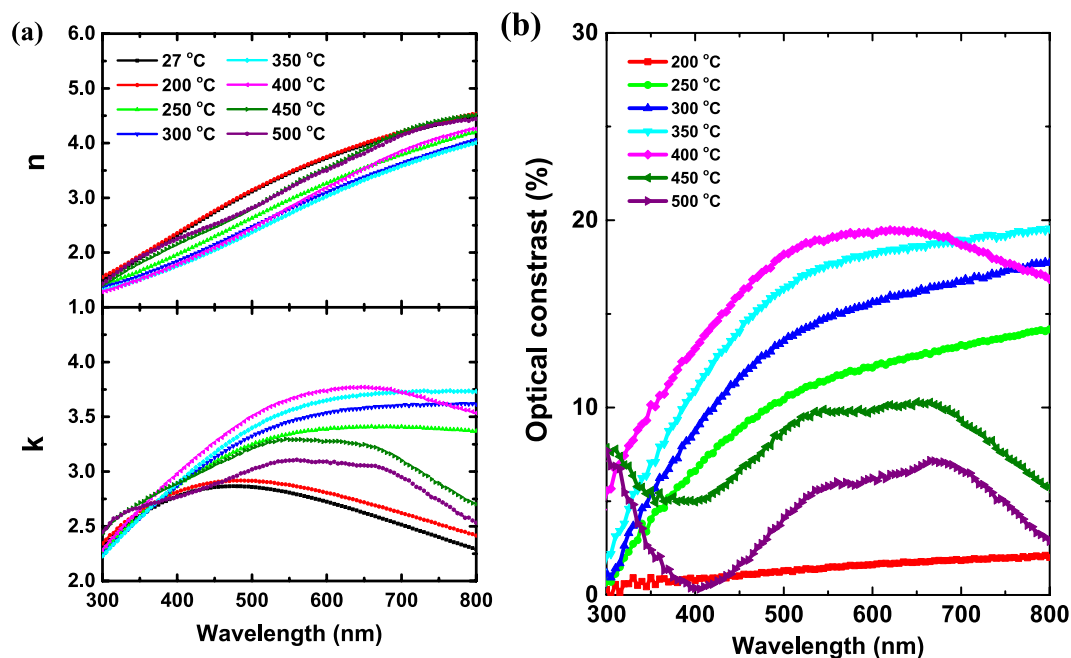 (a)
27 °C
200 °C
250 °C
300 °C
350 °C
400 °C
450 °C
500 °C
n
5.0
4.0
3.0
2.0
1.0
k
4.0
3.5
3.0
2.5
2.0
300 400 500 600 700 800
Wavelength (nm)
(b)
200 °C
250 °C
300 °C
350 °C
400 °C
450 °C
500 °C
Optical constrast (%)
30
20
10
0
300 400 500 600 700 800
Wavelength (nm)